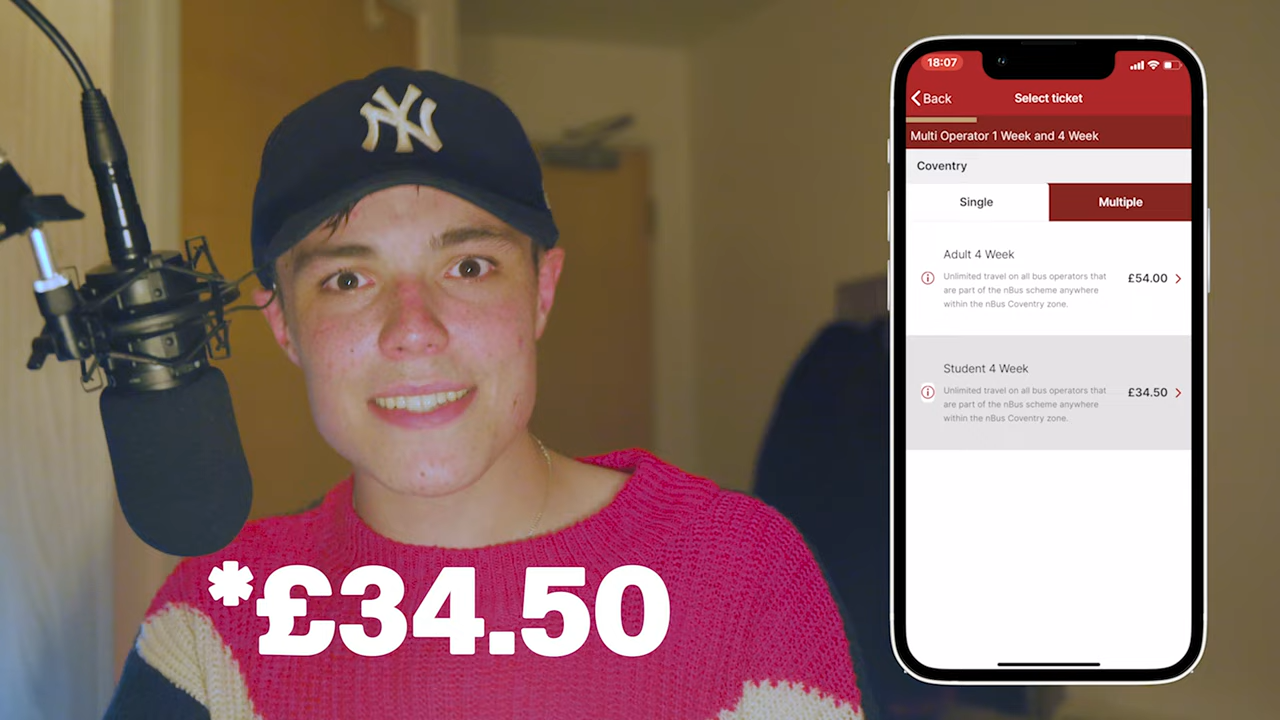 NY
*£34.50
18:07
Back
Select ticket
Multi Operator 1 Week and 4 Week
Coventry
Single
Multiple
Adult 4 Week
Unlimited travel on all bus operators that
are part of the nBus scheme anywhere
within the nBus Coventry zone.
£54.00
Student 4 Week
Unlimited travel on all bus operators that
are part of the nBus scheme anywhere
within the nBus Coventry zone.
£34.50